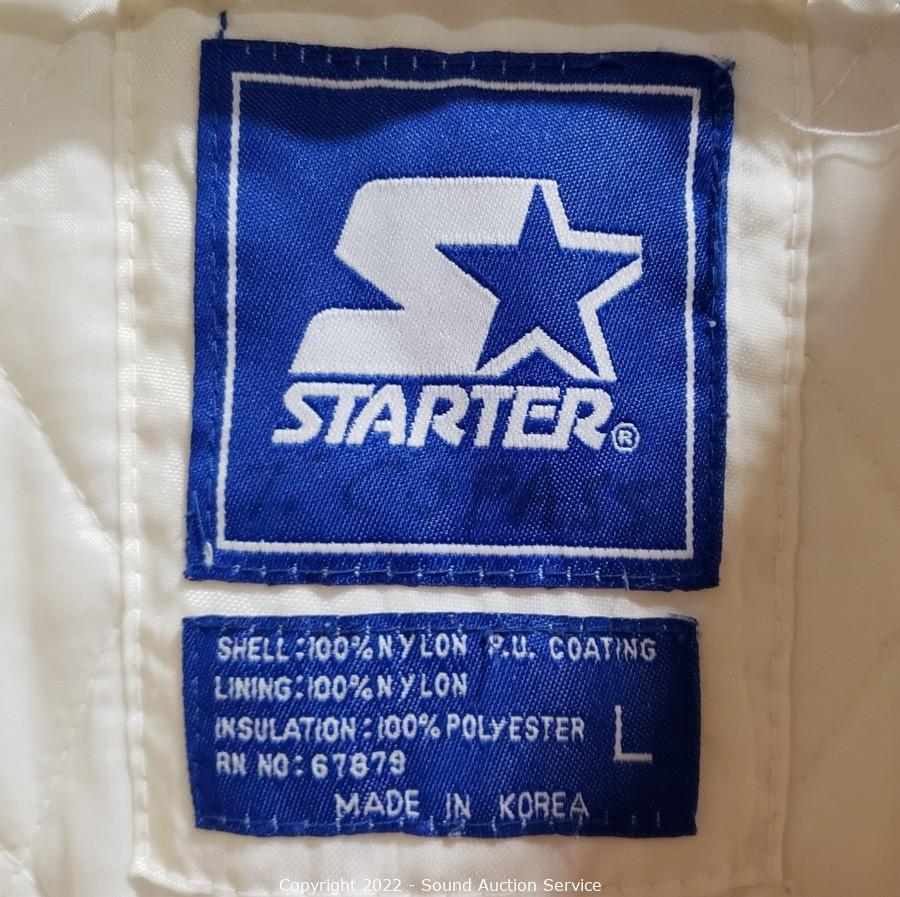 STARTER®
SHELL:100% NYLON P.U. COATING
LINING:100% NYLON
INSULATION:100% POLYESTER
L
RN NO:67879
MADE IN KOREA
Copyright 2022 - Sound Auction Service